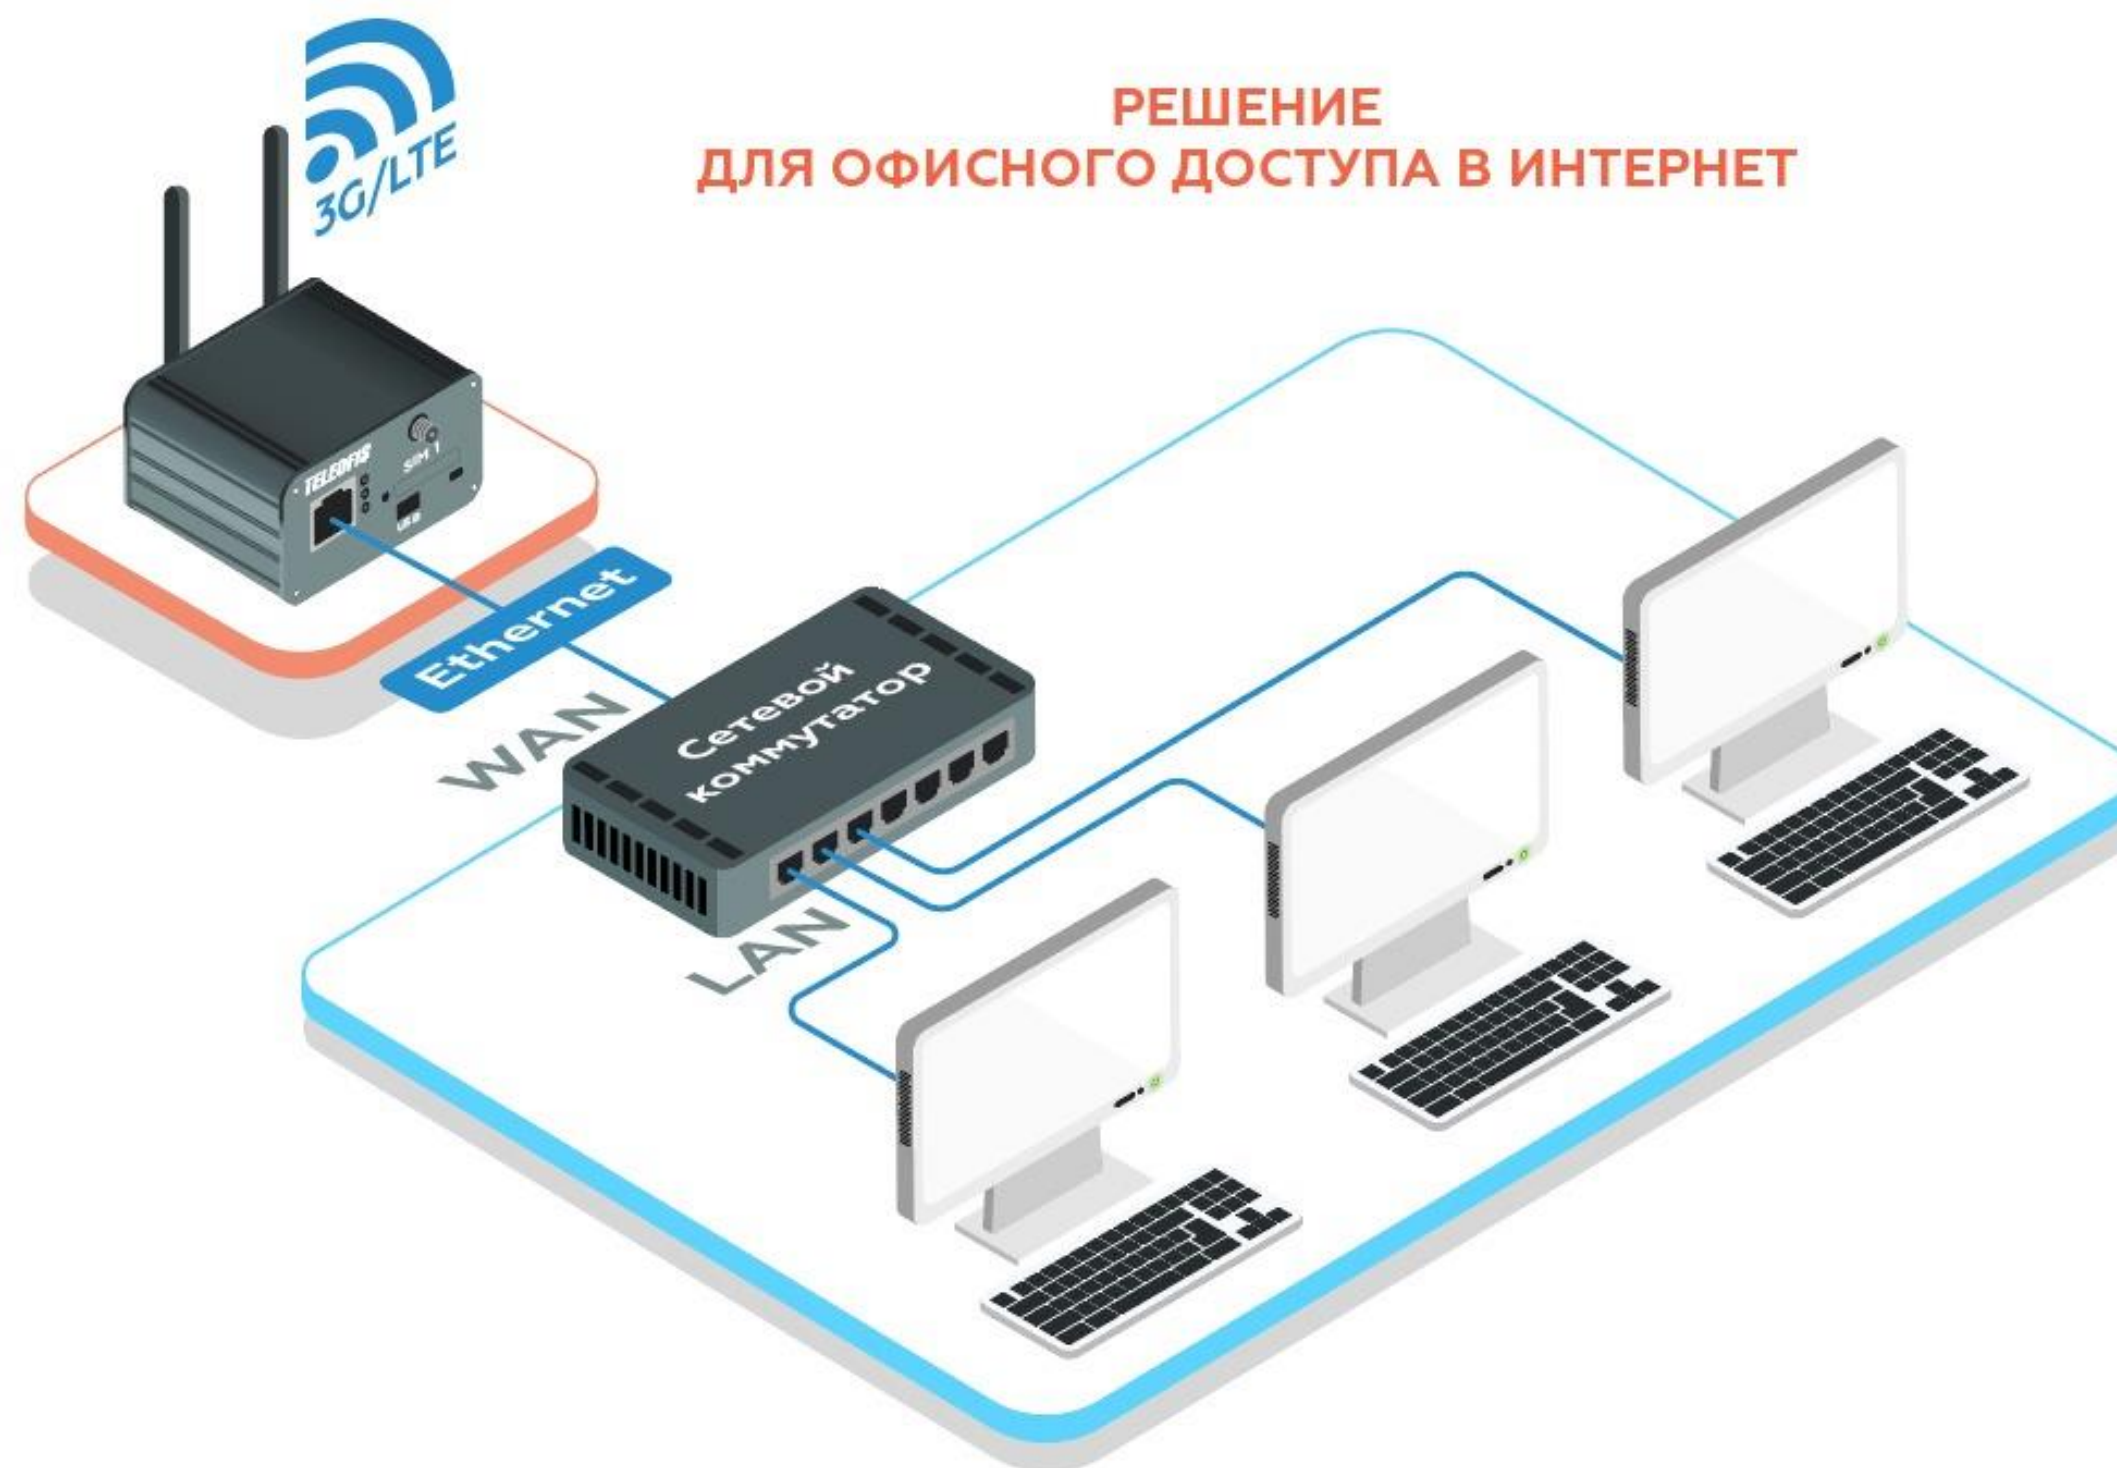 3G/LTE
РЕШЕНИЕ
ДЛЯ ОФИСНОГО ДОСТУПА В ИНТЕРНЕТ
TELEOFIS
SIM 1
USB
Ethernet
WAN
Сетевой
коммутатор
LAN